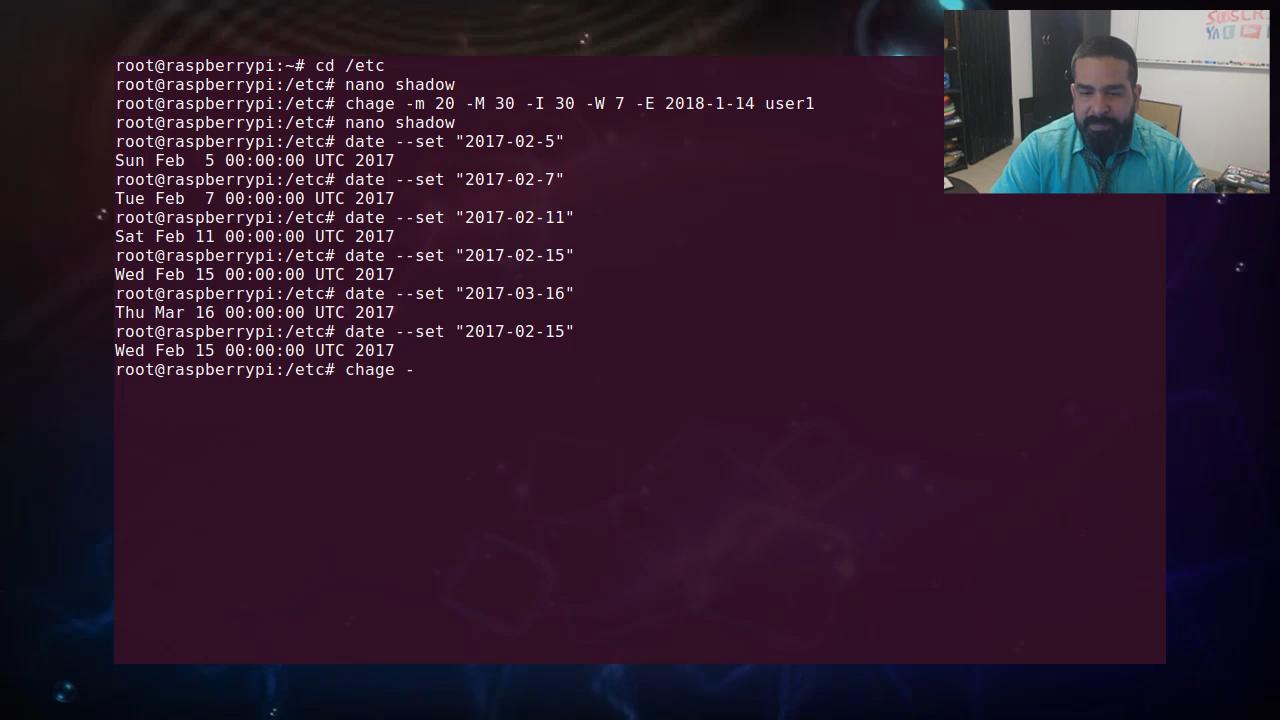 root@raspberrypi:~# cd /etc
root@raspberrypi:/etc# nano shadow
root@raspberrypi:/etc# chage -m 20 -M 30 -I 30 -W 7 -E 2018-1-14 user1
root@raspberrypi:/etc# nano shadow
root@raspberrypi:/etc# date --set "2017-02-5"
Sun Feb  5 00:00:00 UTC 2017
root@raspberrypi:/etc# date --set "2017-02-7"
Tue Feb  7 00:00:00 UTC 2017
root@raspberrypi:/etc# date --set "2017-02-11"
Sat Feb 11 00:00:00 UTC 2017
root@raspberrypi:/etc# date --set "2017-02-15"
Wed Feb 15 00:00:00 UTC 2017
root@raspberrypi:/etc# date --set "2017-03-16"
Thu Mar 16 00:00:00 UTC 2017
root@raspberrypi:/etc# date --set "2017-02-15"
Wed Feb 15 00:00:00 UTC 2017
root@raspberrypi:/etc# chage -